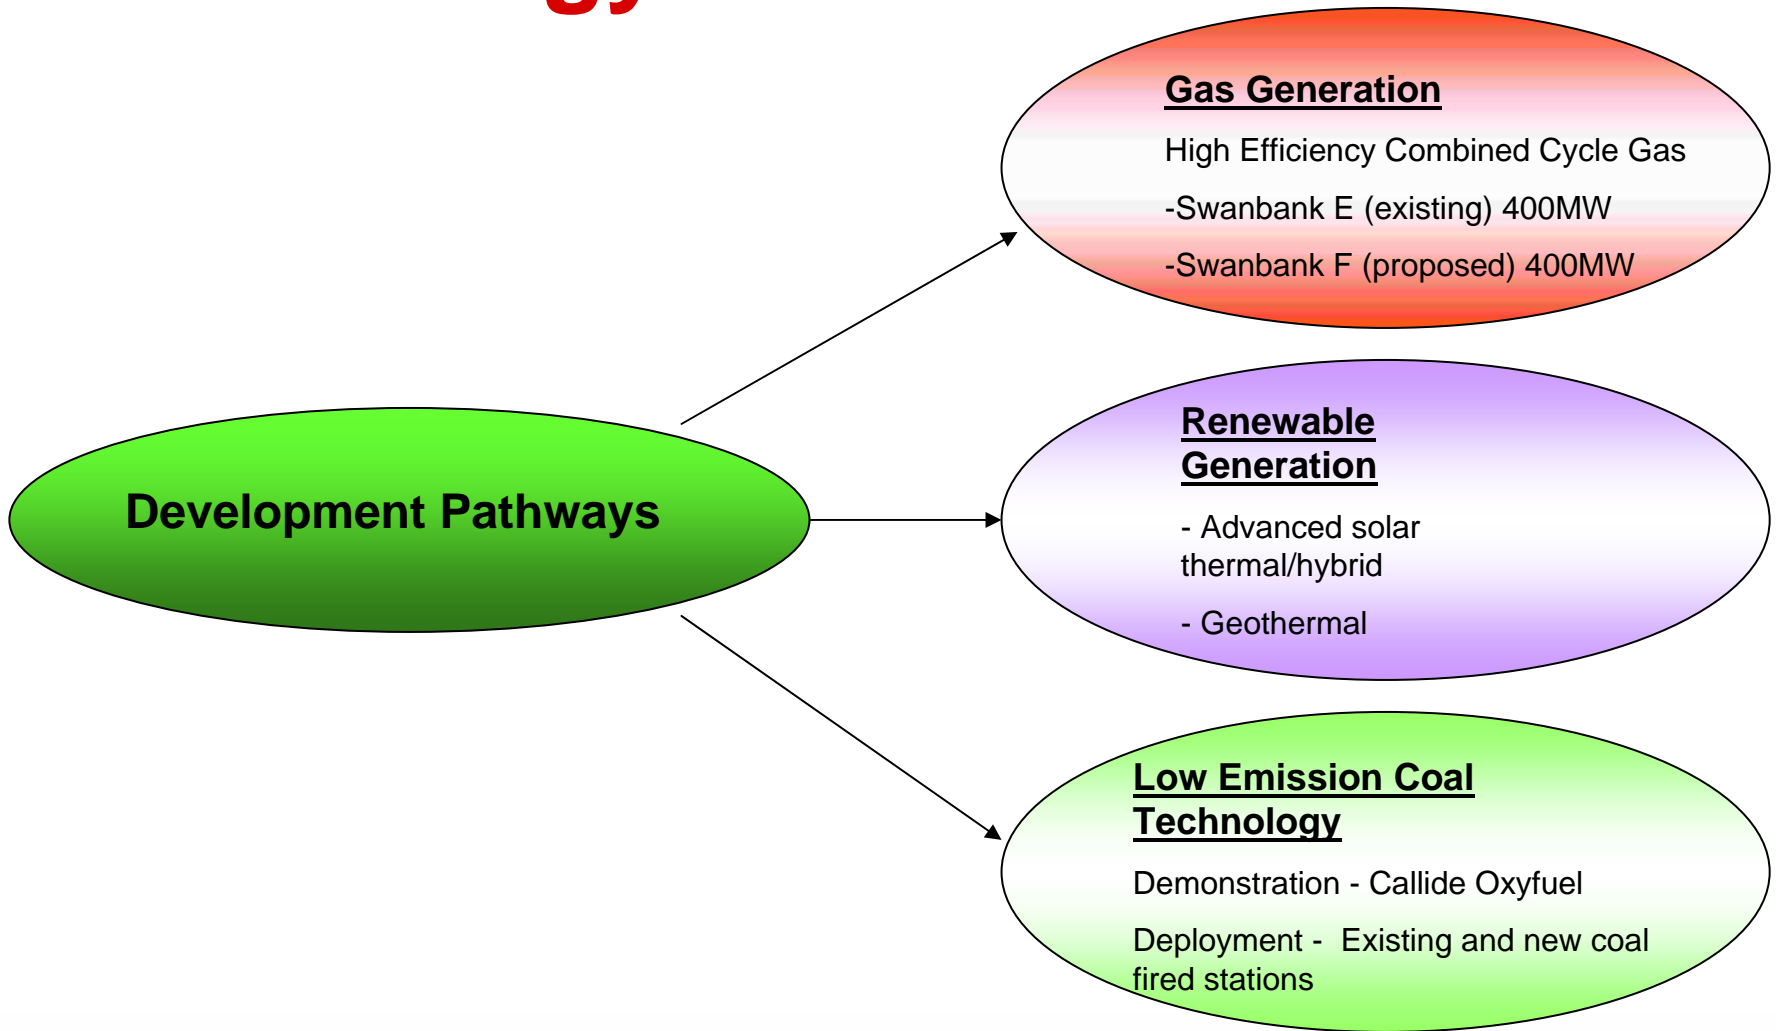 Development Pathways
Gas Generation
High Efficiency Combined Cycle Gas
-Swanbank E (existing) 400MW
-Swanbank F (proposed) 400MW
Renewable
Generation
- Advanced solar
thermal/hybrid
- Geothermal
Low Emission Coal
Technology
Demonstration - Callide Oxyfuel
Deployment -  Existing and new coal
fired stations